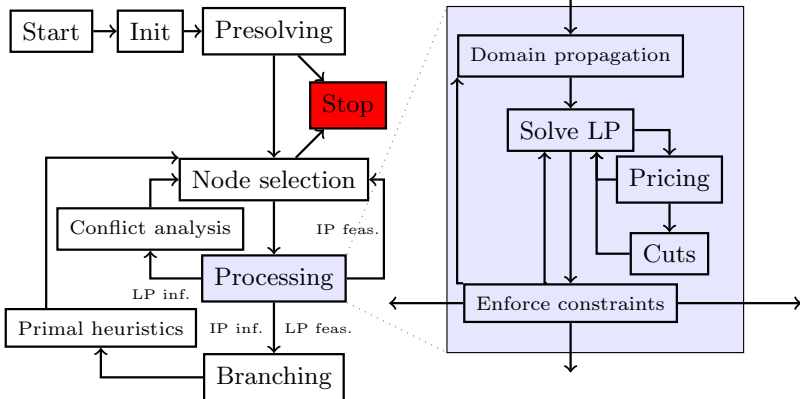 Start
Init
Presolving
Stop
Node selection
Conflict analysis
IP feas.
Processing
LP inf.
Primal heuristics
IP inf.
LP feas.
Branching
Domain propagation
Solve LP
Pricing
Cuts
Enforce constraints